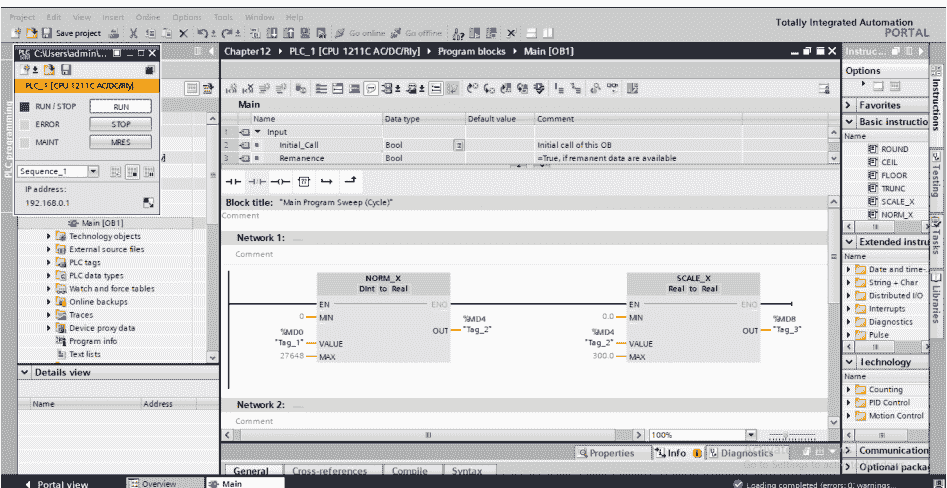 Project Edit View Insert Online Options Tools Window Help
Totally Integrated Automation
PORTAL
Save project
Go online
Go offline
C:\Users\admin\...
Chapter12 PLC_1 [CPU 1211C AC/DC/Rly] Program blocks Main [OB1]
Instruc...
PLC_1 [CPU 1211C AC/DC/Rly]
RUN / STOP
RUN
ERROR
STOP
MAINT
MRES
Sequence_1
IP address:
192.168.0.1
Main [OB1]
Technology objects
External source files
PLC tags
PLC data types
Watch and force tables
Online backups
Traces
Device proxy data
Program info
Text lists
Details view
Name Address
Main
Name Data type Default value Comment
1 Input
2 Initial_Call Bool Initial call of this OB
3 Remanence Bool =True, if remanent data are available
Block title: "Main Program Sweep (Cycle)"
Comment
Network 1:
Comment
NORM_X
DInt to Real
EN
ENO
0
MIN
%MD4
OUT
"Tag_2"
%MD0
"Tag_1"
VALUE
27648
MAX
SCALE_X
Real to Real
EN
ENO
0.0
MIN
%MD8
OUT
"Tag_3"
%MD4
"Tag_2"
VALUE
300.0
MAX
Network 2:
Comment
100%
Properties
Info
Diagnostics
General Cross-references Compile Syntax
Options
Favorites
Basic instructio
Name
ROUND
CEIL
FLOOR
TRUNC
SCALE_X
NORM_X
Extended instru
Name
Date and time-
String + Char
Distributed I/O
Interrupts
Diagnostics
Pulse
Technology
Name
Counting
PID Control
Motion Control
Communication
Optional packa
Instructions
Testing
Tasks
Libraries
Portal view
Overview
Main
Loading completed (errors: 0; warnings...